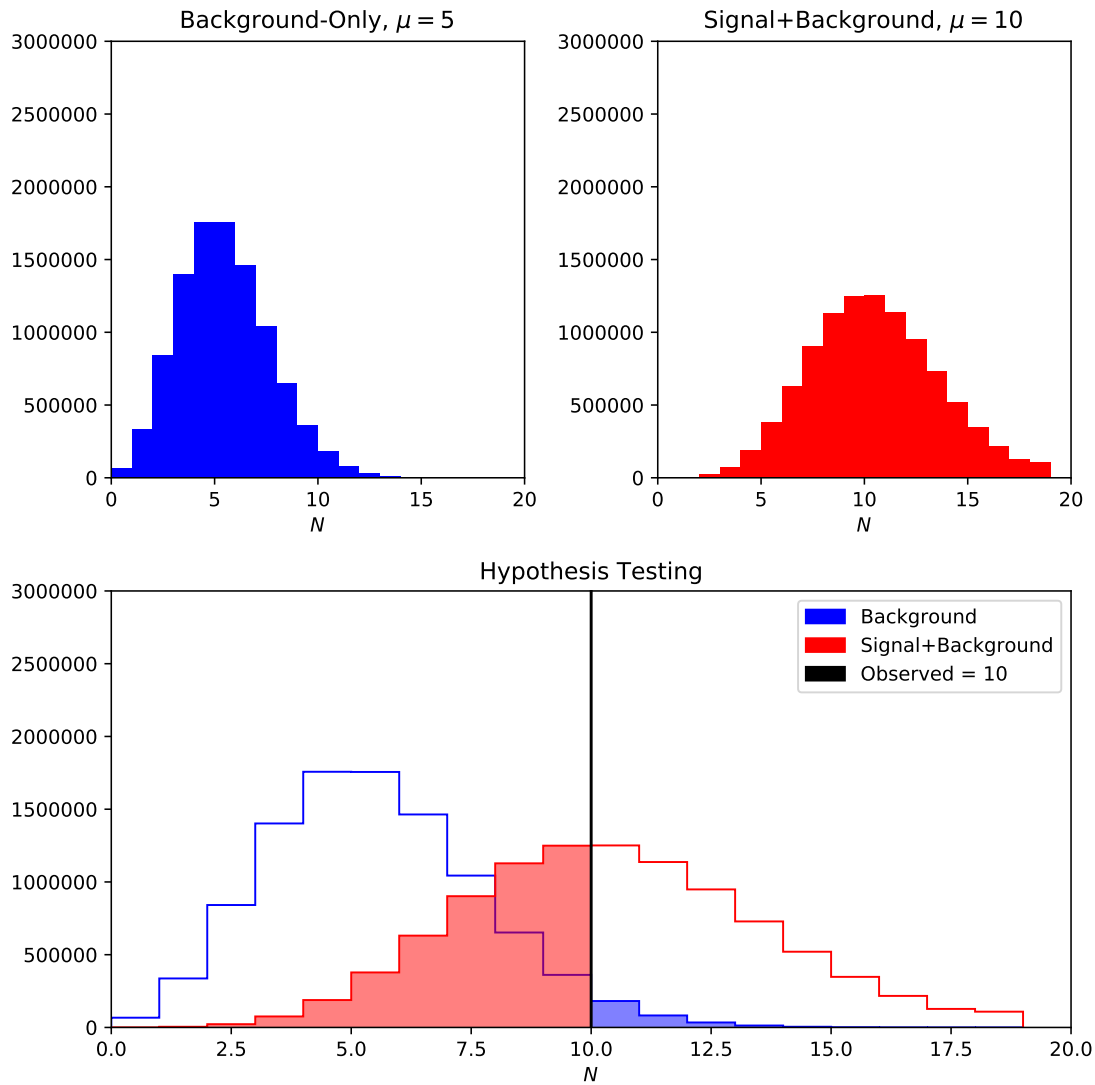 Background-Only, μ = 5
3000000
2500000
2000000
1500000
1000000
500000
0
0 5 10 15 20
N
Signal+Background, μ = 10
3000000
2500000
2000000
1500000
1000000
500000
0
0 5 10 15 20
N
Hypothesis Testing
3000000
2500000
2000000
1500000
1000000
500000
0
0.0 2.5 5.0 7.5 10.0 12.5 15.0 17.5 20.0
N
Background
Signal+Background
Observed = 10